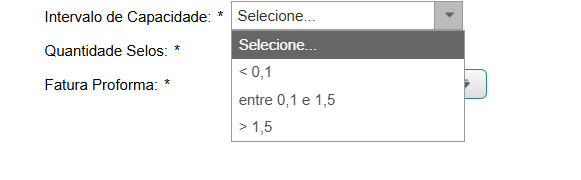 Intervalo de Capacidade: * Selecione...
Selecione...
Quantidade Selos: *
< 0,1
Fatura Proforma: *
entre 0,1 e 1,5
> 1,5